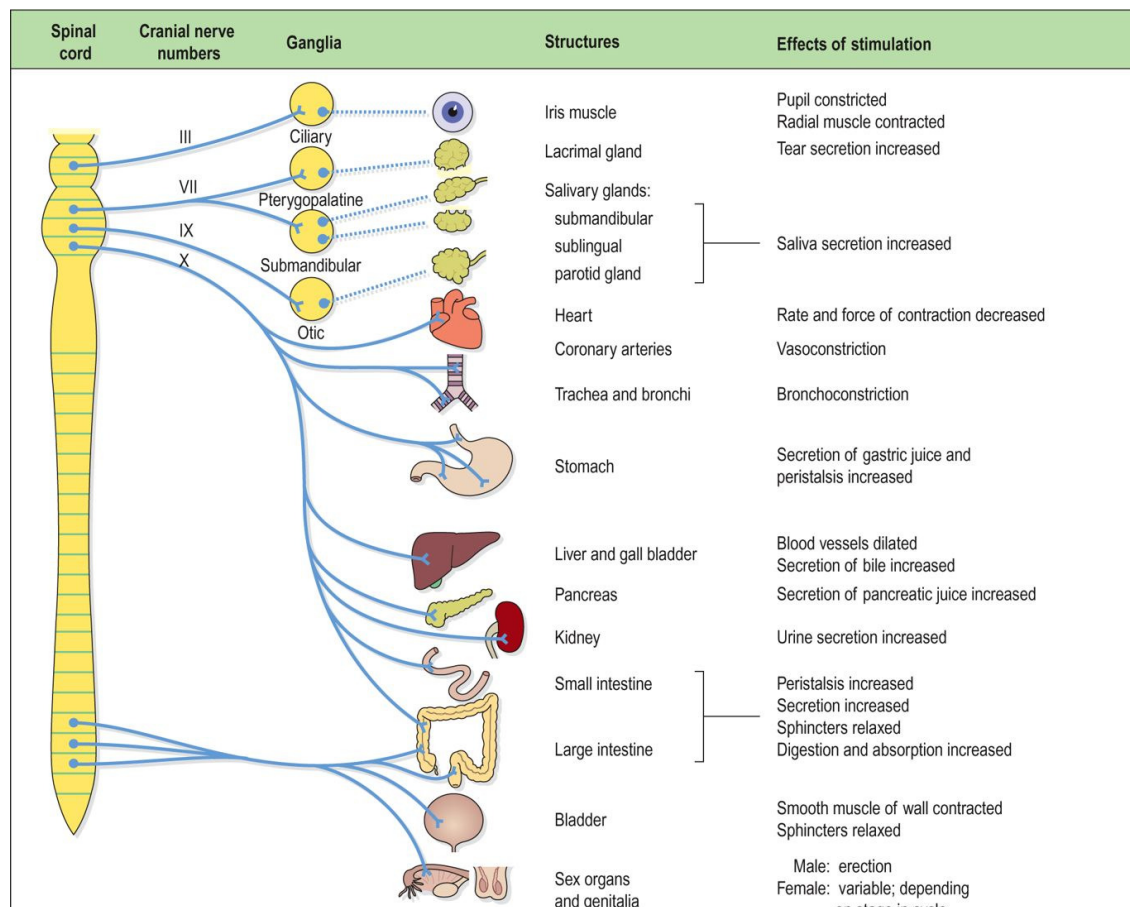 Spinal cord
Cranial nerve numbers
Ganglia
Structures
Effects of stimulation
III
Ciliary
Iris muscle
Pupil constricted
Radial muscle contracted
Lacrimal gland
Tear secretion increased
VII
Pterygopalatine
Salivary glands:
submandibular
sublingual
parotid gland
Saliva secretion increased
IX
Submandibular
X
Otic
Heart
Rate and force of contraction decreased
Coronary arteries
Vasoconstriction
Trachea and bronchi
Bronchoconstriction
Stomach
Secretion of gastric juice and
peristalsis increased
Liver and gall bladder
Blood vessels dilated
Secretion of bile increased
Pancreas
Secretion of pancreatic juice increased
Kidney
Urine secretion increased
Small intestine
Large intestine
Peristalsis increased
Secretion increased
Sphincters relaxed
Digestion and absorption increased
Bladder
Smooth muscle of wall contracted
Sphincters relaxed
Sex organs
and genitalia
Male: erection
Female: variable; depending